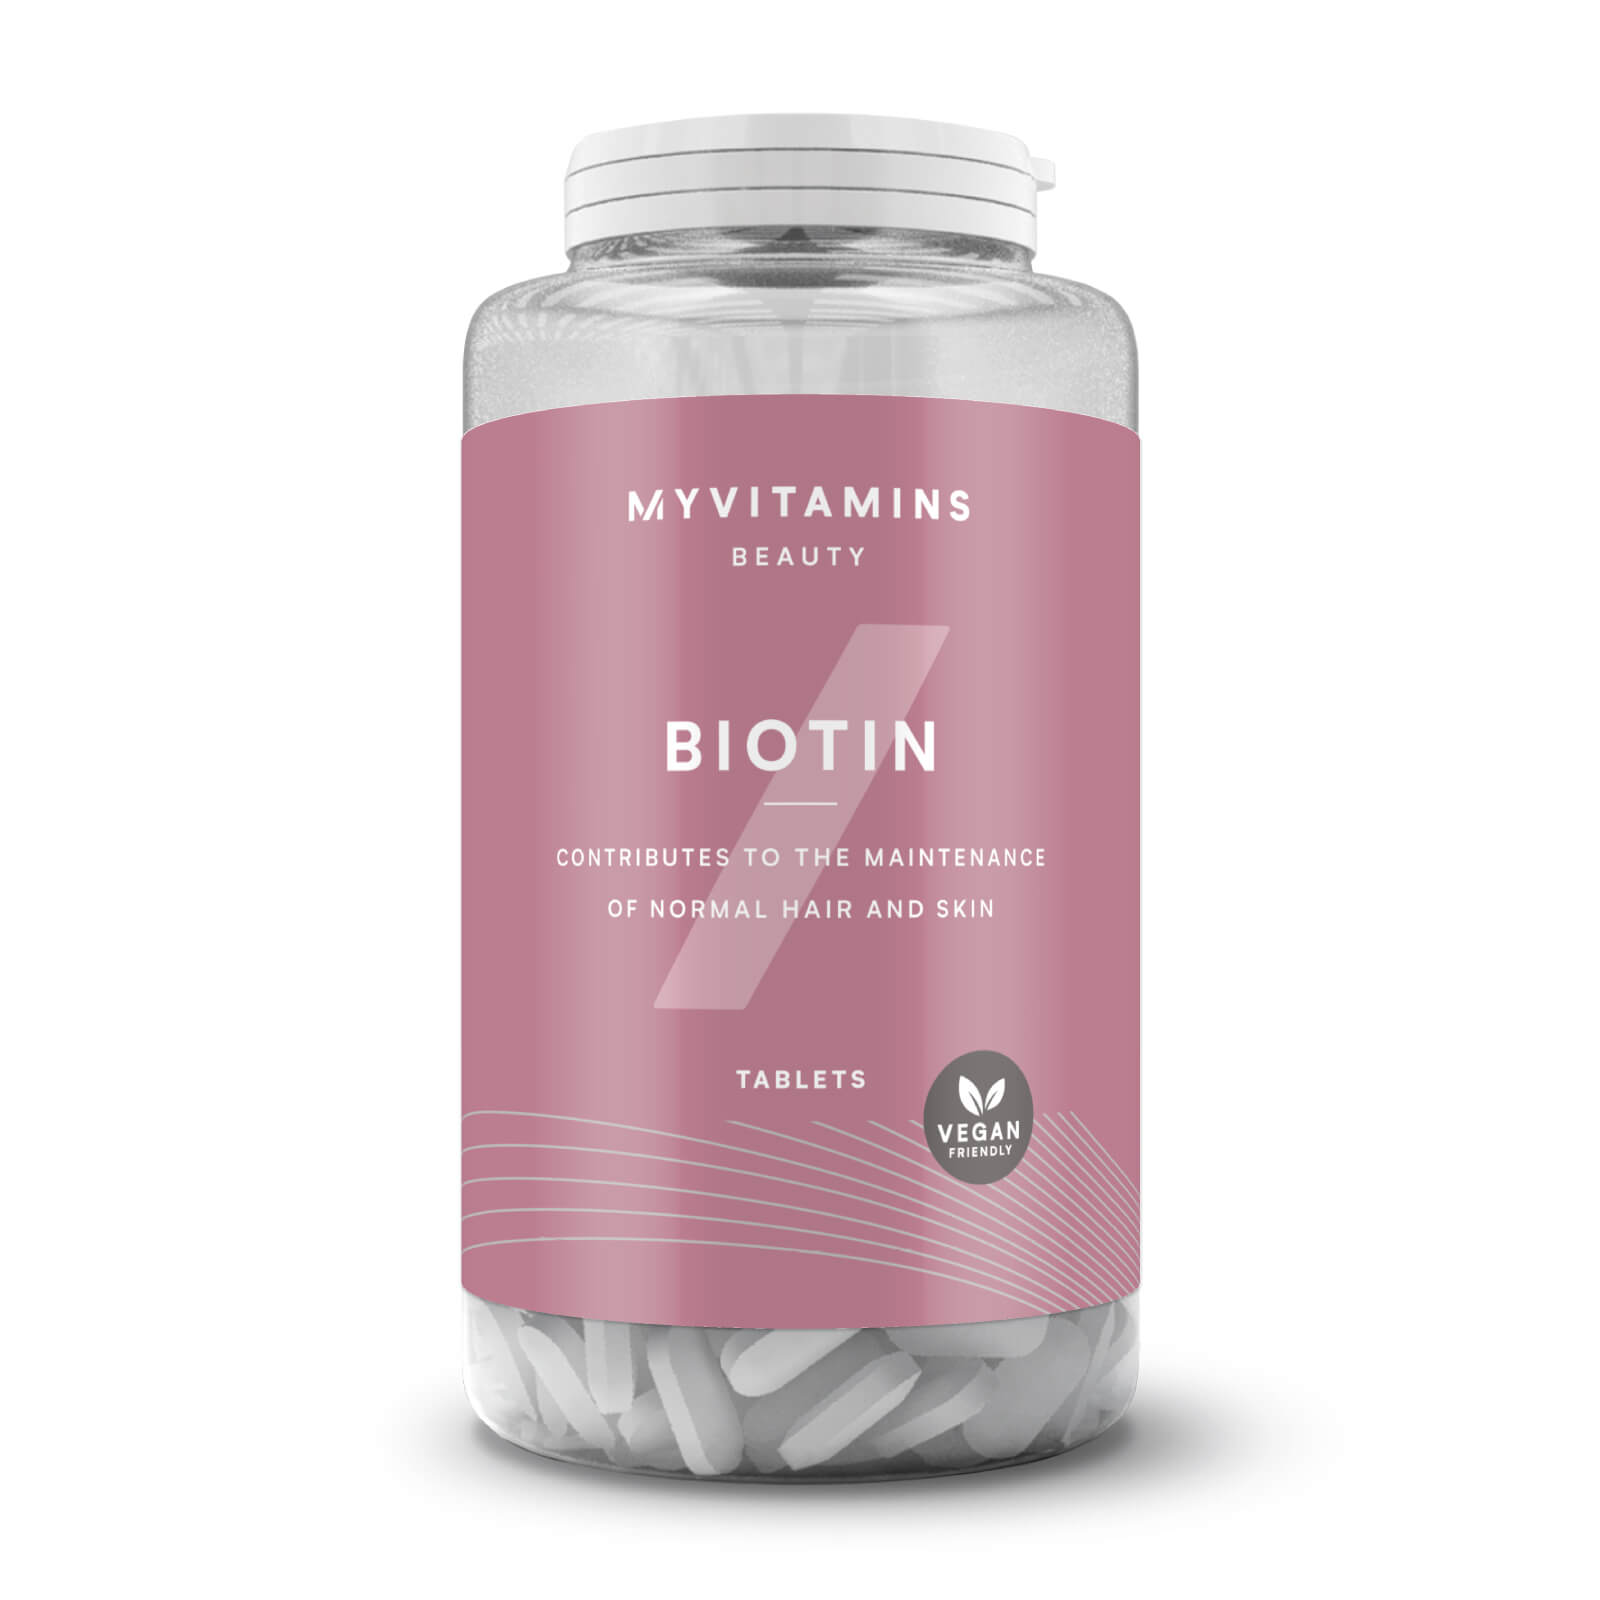 MYVITAMINS
BEAUTY
BIOTIN
CONTRIBUTES TO THE MAINTENANCE
OF NORMAL HAIR AND SKIN
TABLETS
VEGAN
FRIENDLY